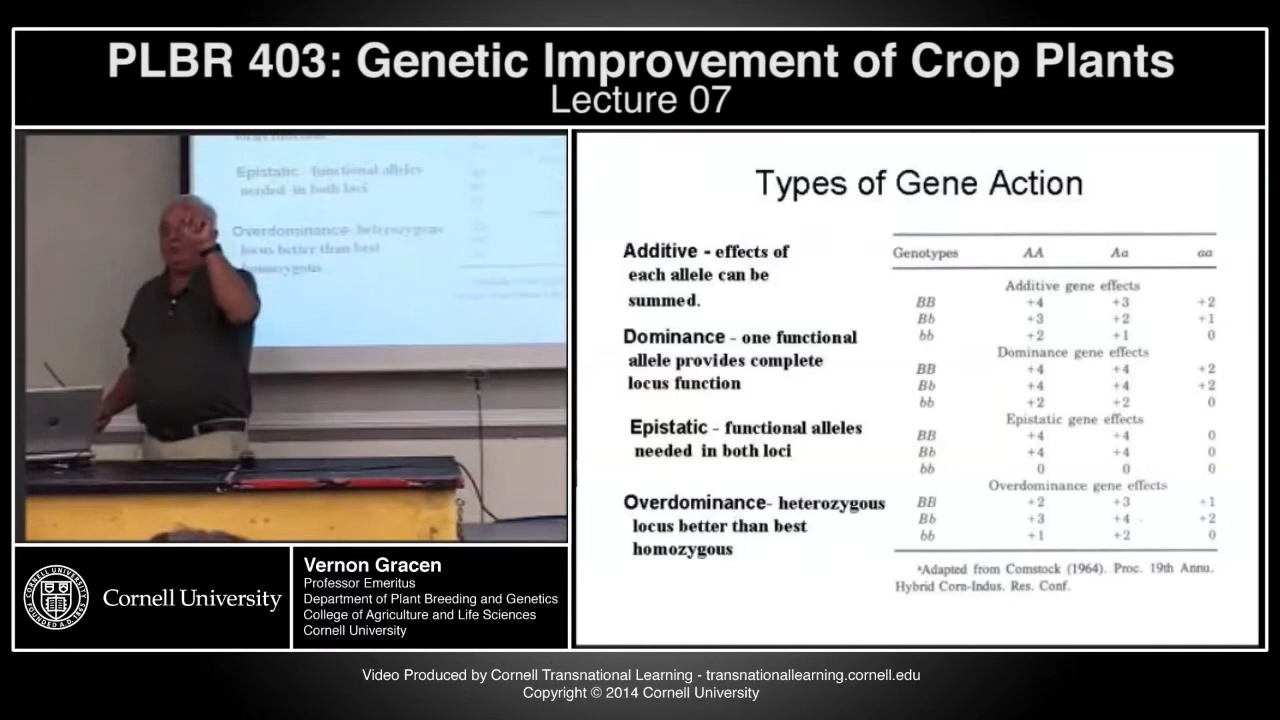 PLBR 403: Genetic Improvement of Crop Plants
Lecture 07
Epistatic - functional alleles
needed in both loci
Overdominance- heterozygous
locus better than best
homozygous
Types of Gene Action
Additive - effects of
each allele can be
summed.
Dominance - one functional
allele provides complete
locus function
Epistatic - functional alleles
needed in both loci
Overdominance- heterozygous
locus better than best
homozygous
Genotypes AA Aa aa
Additive gene effects
BB +4 +3 +2
Bb +3 +2 +1
bb +2 +1 0
Dominance gene effects
BB +4 +4 +2
Bb +4 +4 +2
bb +2 +2 0
Epistatic gene effects
BB +4 +4 0
Bb +4 +4 0
bb 0 0 0
Overdominance gene effects
BB +2 +3 +1
Bb +3 +4 +2
bb +1 +2 0
ᵃAdapted from Comstock (1964). Proc. 19th Annu.
Hybrid Corn-Indus. Res. Conf.
Cornell University
Vernon Gracen
Professor Emeritus
Department of Plant Breeding and Genetics
College of Agriculture and Life Sciences
Cornell University
Video Produced by Cornell Transnational Learning - transnationallearning.cornell.edu
Copyright © 2014 Cornell University